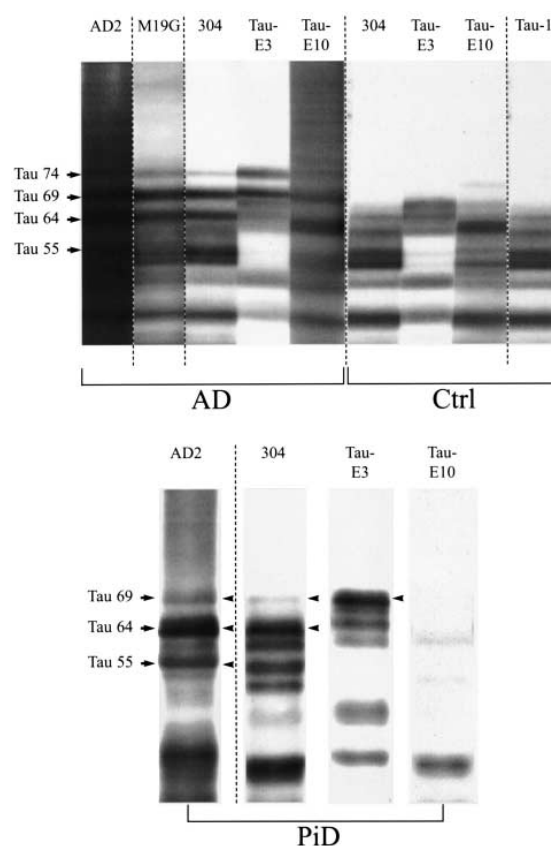 AD2 M19G 304 Tau-E3 Tau-E10 304 Tau-E3 Tau-E10 Tau-1
Tau 74
Tau 69
Tau 64
Tau 55
AD Ctrl
AD2 304 Tau-E3 Tau-E10
Tau 69
Tau 64
Tau 55
PiD